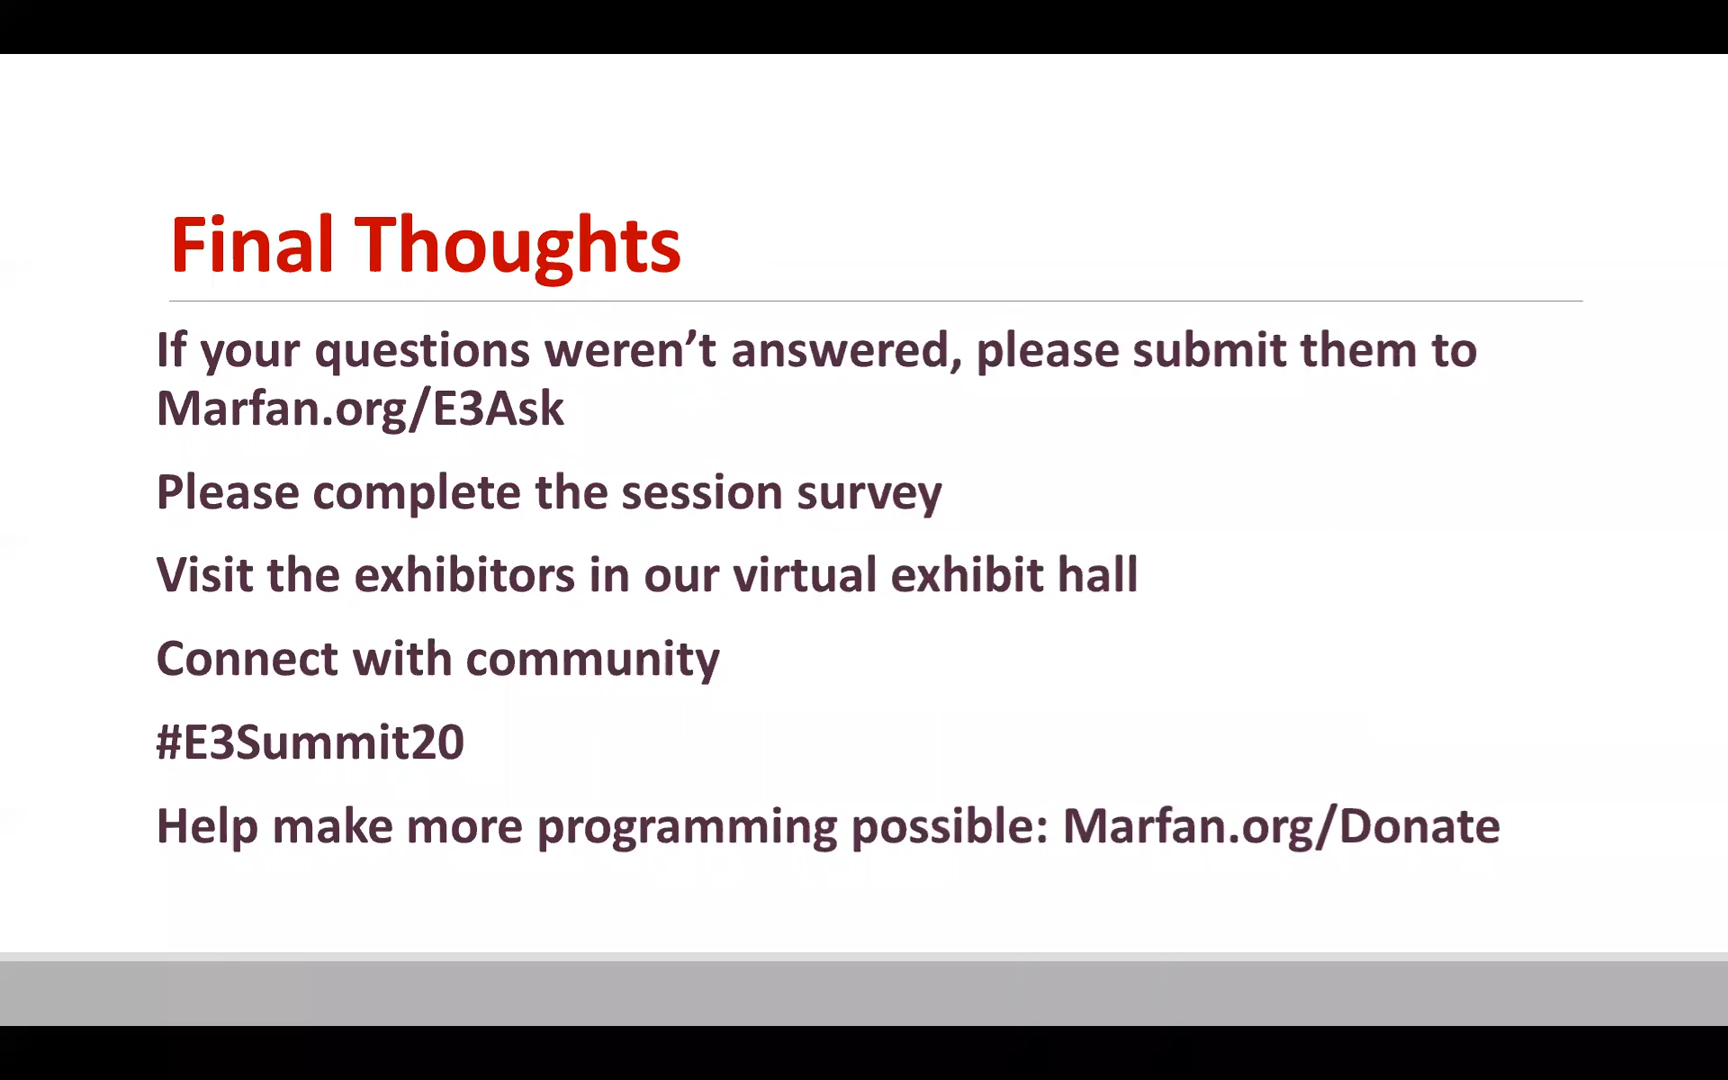 Final Thoughts
If your questions weren’t answered, please submit them to
Marfan.org/E3Ask
Please complete the session survey
Visit the exhibitors in our virtual exhibit hall
Connect with community
#E3Summit20
Help make more programming possible: Marfan.org/Donate